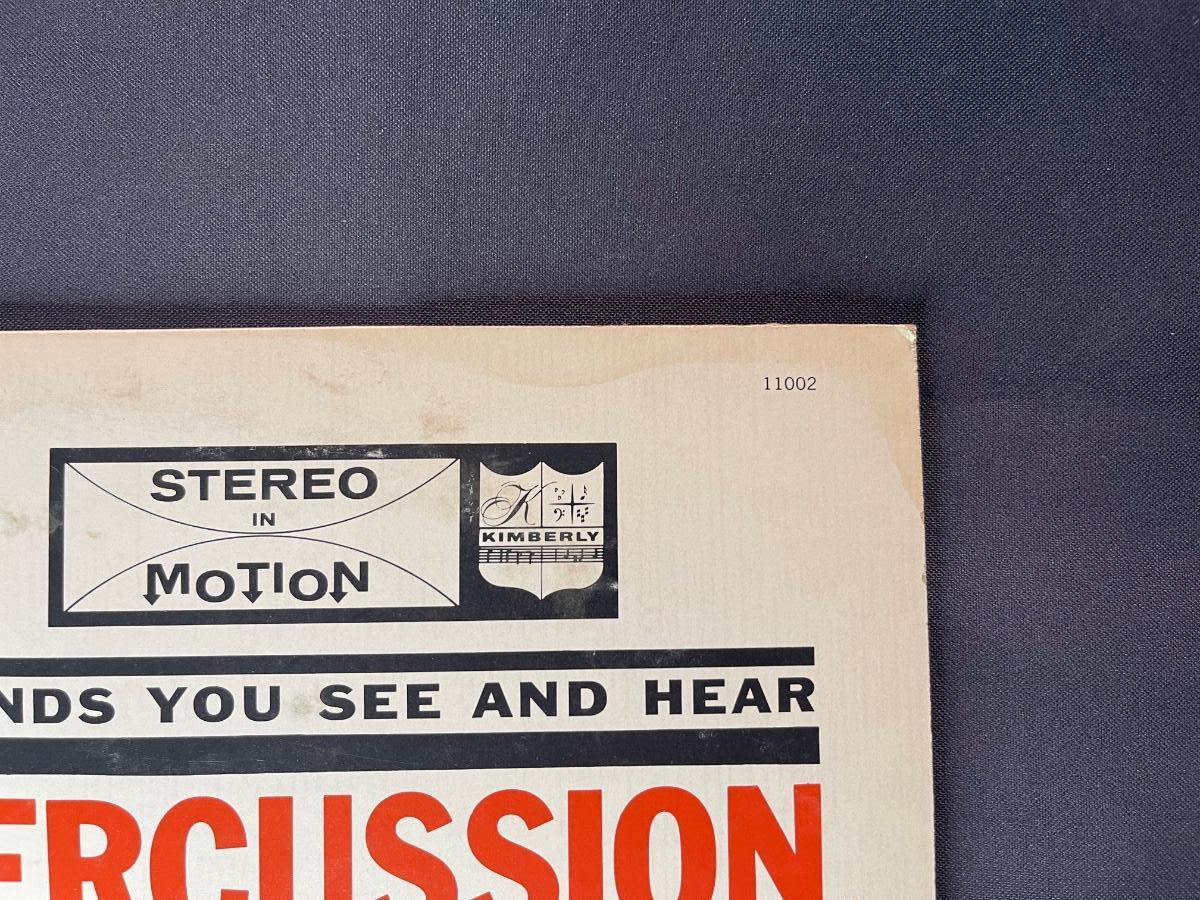 11002
STEREO
IN
MOTION
K
KIMBERLY
NDS YOU SEE AND HEAR
ERCUSSION